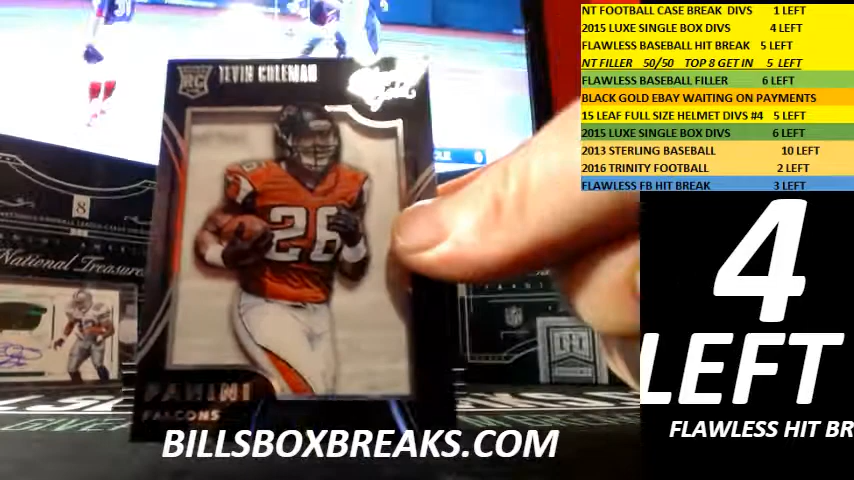 NT FOOTBALL CASE BREAK DIVS 1 LEFT
2015 LUXE SINGLE BOX DIVS 4 LEFT
FLAWLESS BASEBALL HIT BREAK 5 LEFT
NT FILLER 50/50 TOP 8 GET IN 5 LEFT
FLAWLESS BASEBALL FILLER 6 LEFT
BLACK GOLD EBAY WAITING ON PAYMENTS
15 LEAF FULL SIZE HELMET DIVS #4 5 LEFT
2015 LUXE SINGLE BOX DIVS 6 LEFT
2013 STERLING BASEBALL 10 LEFT
2016 TRINITY FOOTBALL 2 LEFT
FLAWLESS FB HIT BREAK 3 LEFT
RC TEVIN COLEMAN
Gold
26
PANINI
FALCONS
8
National Treasure
NFL
4
LEFT
FLAWLESS HIT BR
BILLSBOXBREAKS.COM